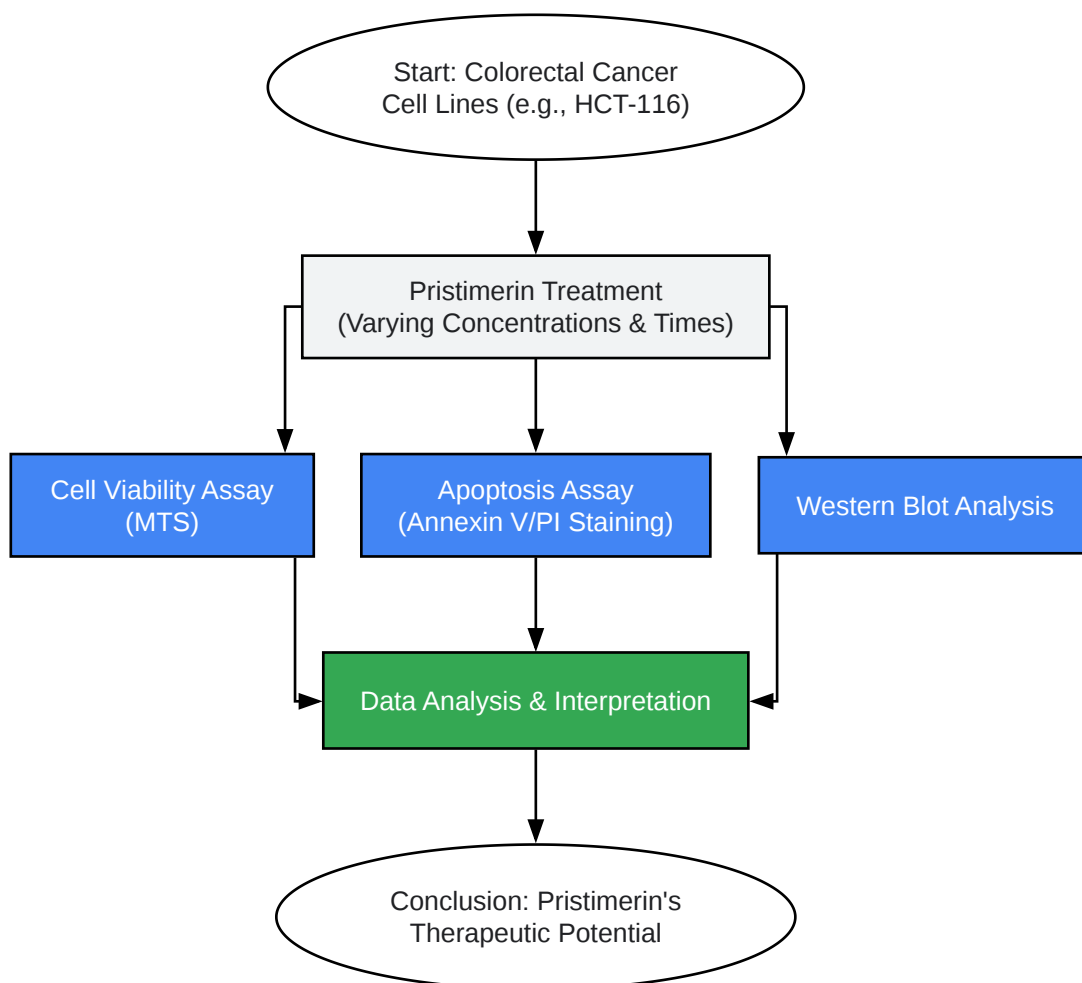 Start: Colorectal Cancer
Cell Lines (e.g., HCT-116)
Pristimerin Treatment
(Varying Concentrations & Times)
Cell Viability Assay
(MTS)
Apoptosis Assay
(Annexin V/PI Staining)
Western Blot Analysis
Data Analysis & Interpretation
Conclusion: Pristimerin's
Therapeutic Potential